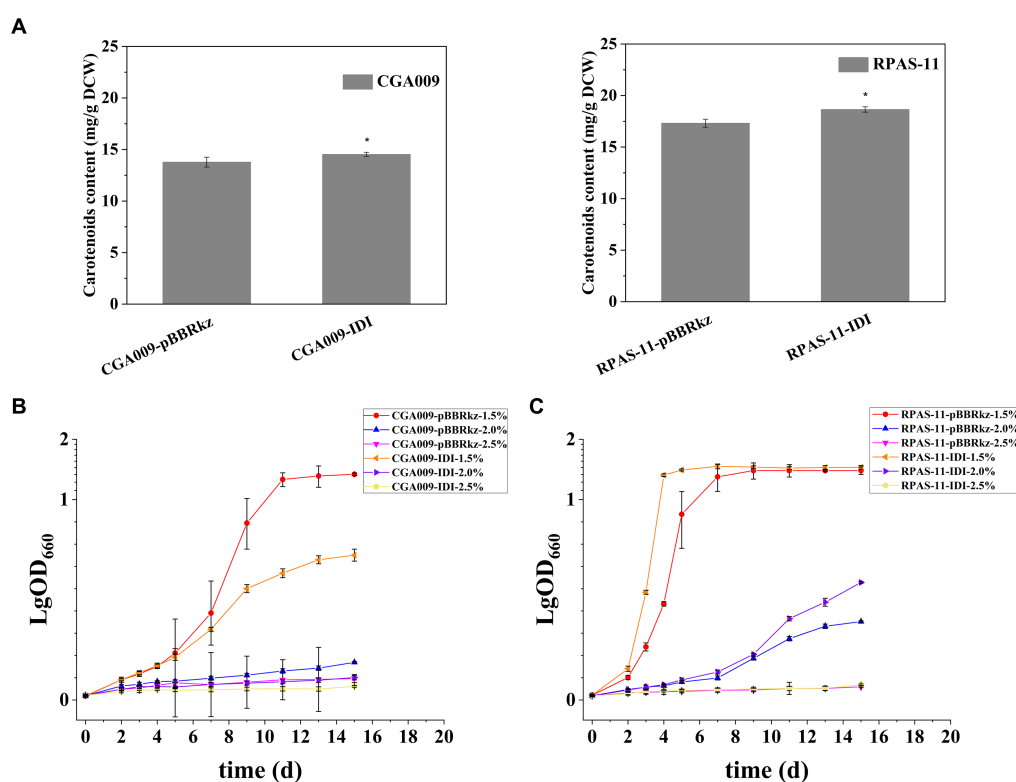 A
25
20
15
10
5
0
Carotenoids content (mg/g DCW)
CGA009
*
CGA009-pBBRkz
CGA009-IDI
25
20
15
10
5
0
Carotenoids content (mg/g DCW)
RPAS-11
*
RPAS-11-pBBRkz
RPAS-11-IDI
B
CGA009-pBBRkz-1.5%
CGA009-pBBRkz-2.0%
CGA009-pBBRkz-2.5%
CGA009-IDI-1.5%
CGA009-IDI-2.0%
CGA009-IDI-2.5%
2
1
0
LgOD660
0 2 4 6 8 10 12 14 16 18 20
time (d)
C
RPAS-11-pBBRkz-1.5%
RPAS-11-pBBRkz-2.0%
RPAS-11-pBBRkz-2.5%
RPAS-11-IDI-1.5%
RPAS-11-IDI-2.0%
RPAS-11-IDI-2.5%
2
1
0
LgOD660
0 2 4 6 8 10 12 14 16 18 20
time (d)